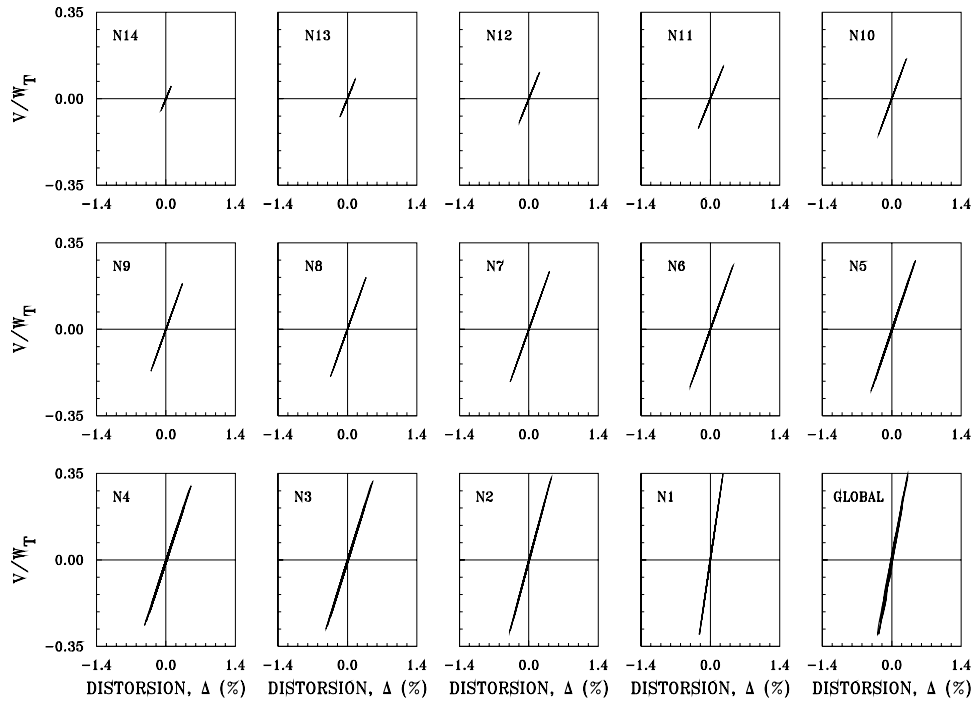 0.35
N14 N13 N12 N11 N10
V/W_T
0.00
−0.35
−1.4 0.0 1.4 −1.4 0.0 1.4 −1.4 0.0 1.4 −1.4 0.0 1.4 −1.4 0.0 1.4
0.35
N9 N8 N7 N6 N5
V/W_T
0.00
−0.35
−1.4 0.0 1.4 −1.4 0.0 1.4 −1.4 0.0 1.4 −1.4 0.0 1.4 −1.4 0.0 1.4
0.35
N4 N3 N2 N1 GLOBAL
V/W_T
0.00
−0.35
−1.4 0.0 1.4 −1.4 0.0 1.4 −1.4 0.0 1.4 −1.4 0.0 1.4 −1.4 0.0 1.4
DISTORSION, Δ (%) DISTORSION, Δ (%) DISTORSION, Δ (%) DISTORSION, Δ (%) DISTORSION, Δ (%)